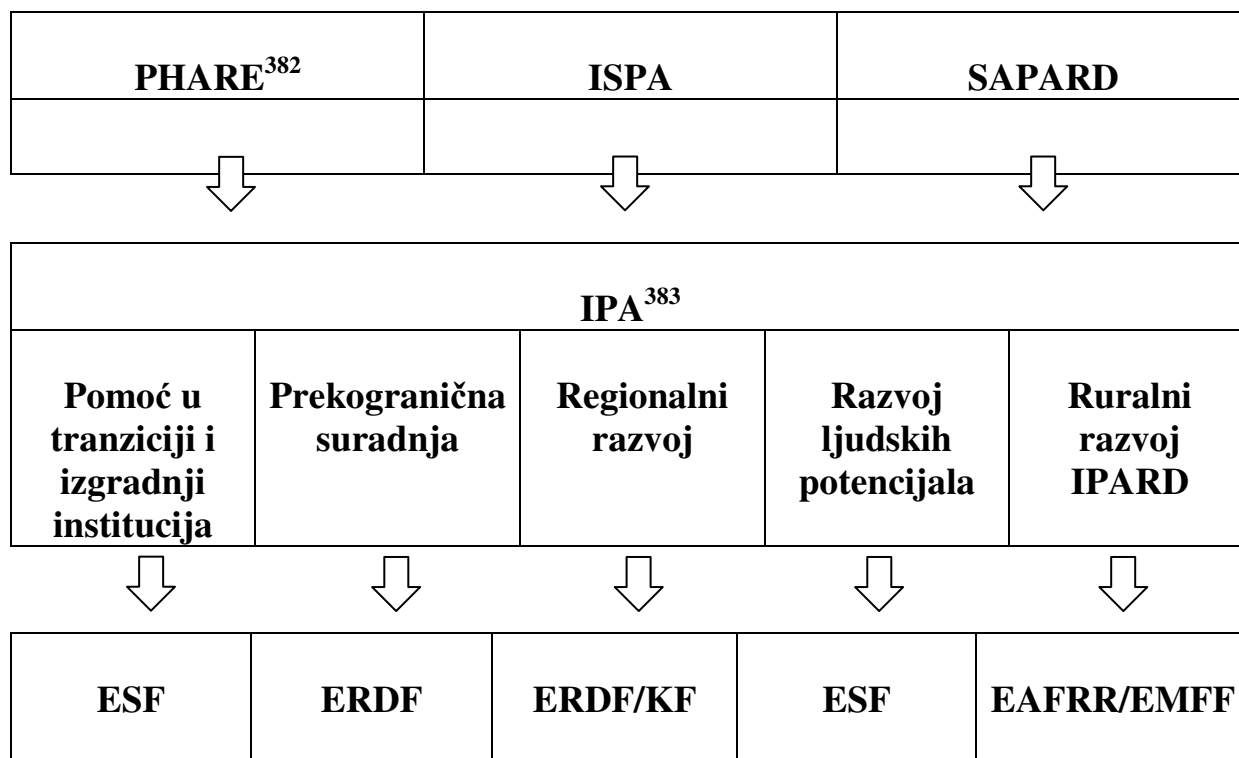 PHARE382 ISPA SAPARD
IPA383
Pomoć u
tranziciji i
izgradnji
institucija
Prekogranična
suradnja
Regionalni
razvoj
Razvoj
ljudskih
potencijala
Ruralni
razvoj
IPARD
ESF ERDF ERDF/KF ESF EAFRR/EMFF